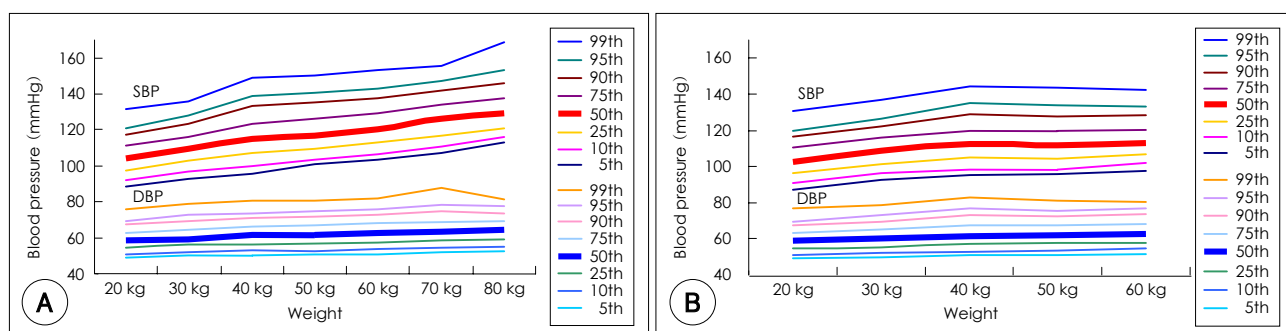 160
140
120
100
80
60
40
Blood pressure (mmHg)
SBP
DBP
20 kg 30 kg 40 kg 50 kg 60 kg 70 kg 80 kg
Weight
A
99th
95th
90th
75th
50th
25th
10th
5th
99th
95th
90th
75th
50th
25th
10th
5th
160
140
120
100
80
60
40
Blood pressure (mmHg)
SBP
DBP
20 kg 30 kg 40 kg 50 kg 60 kg
Weight
B
99th
95th
90th
75th
50th
25th
10th
5th
99th
95th
90th
75th
50th
25th
10th
5th